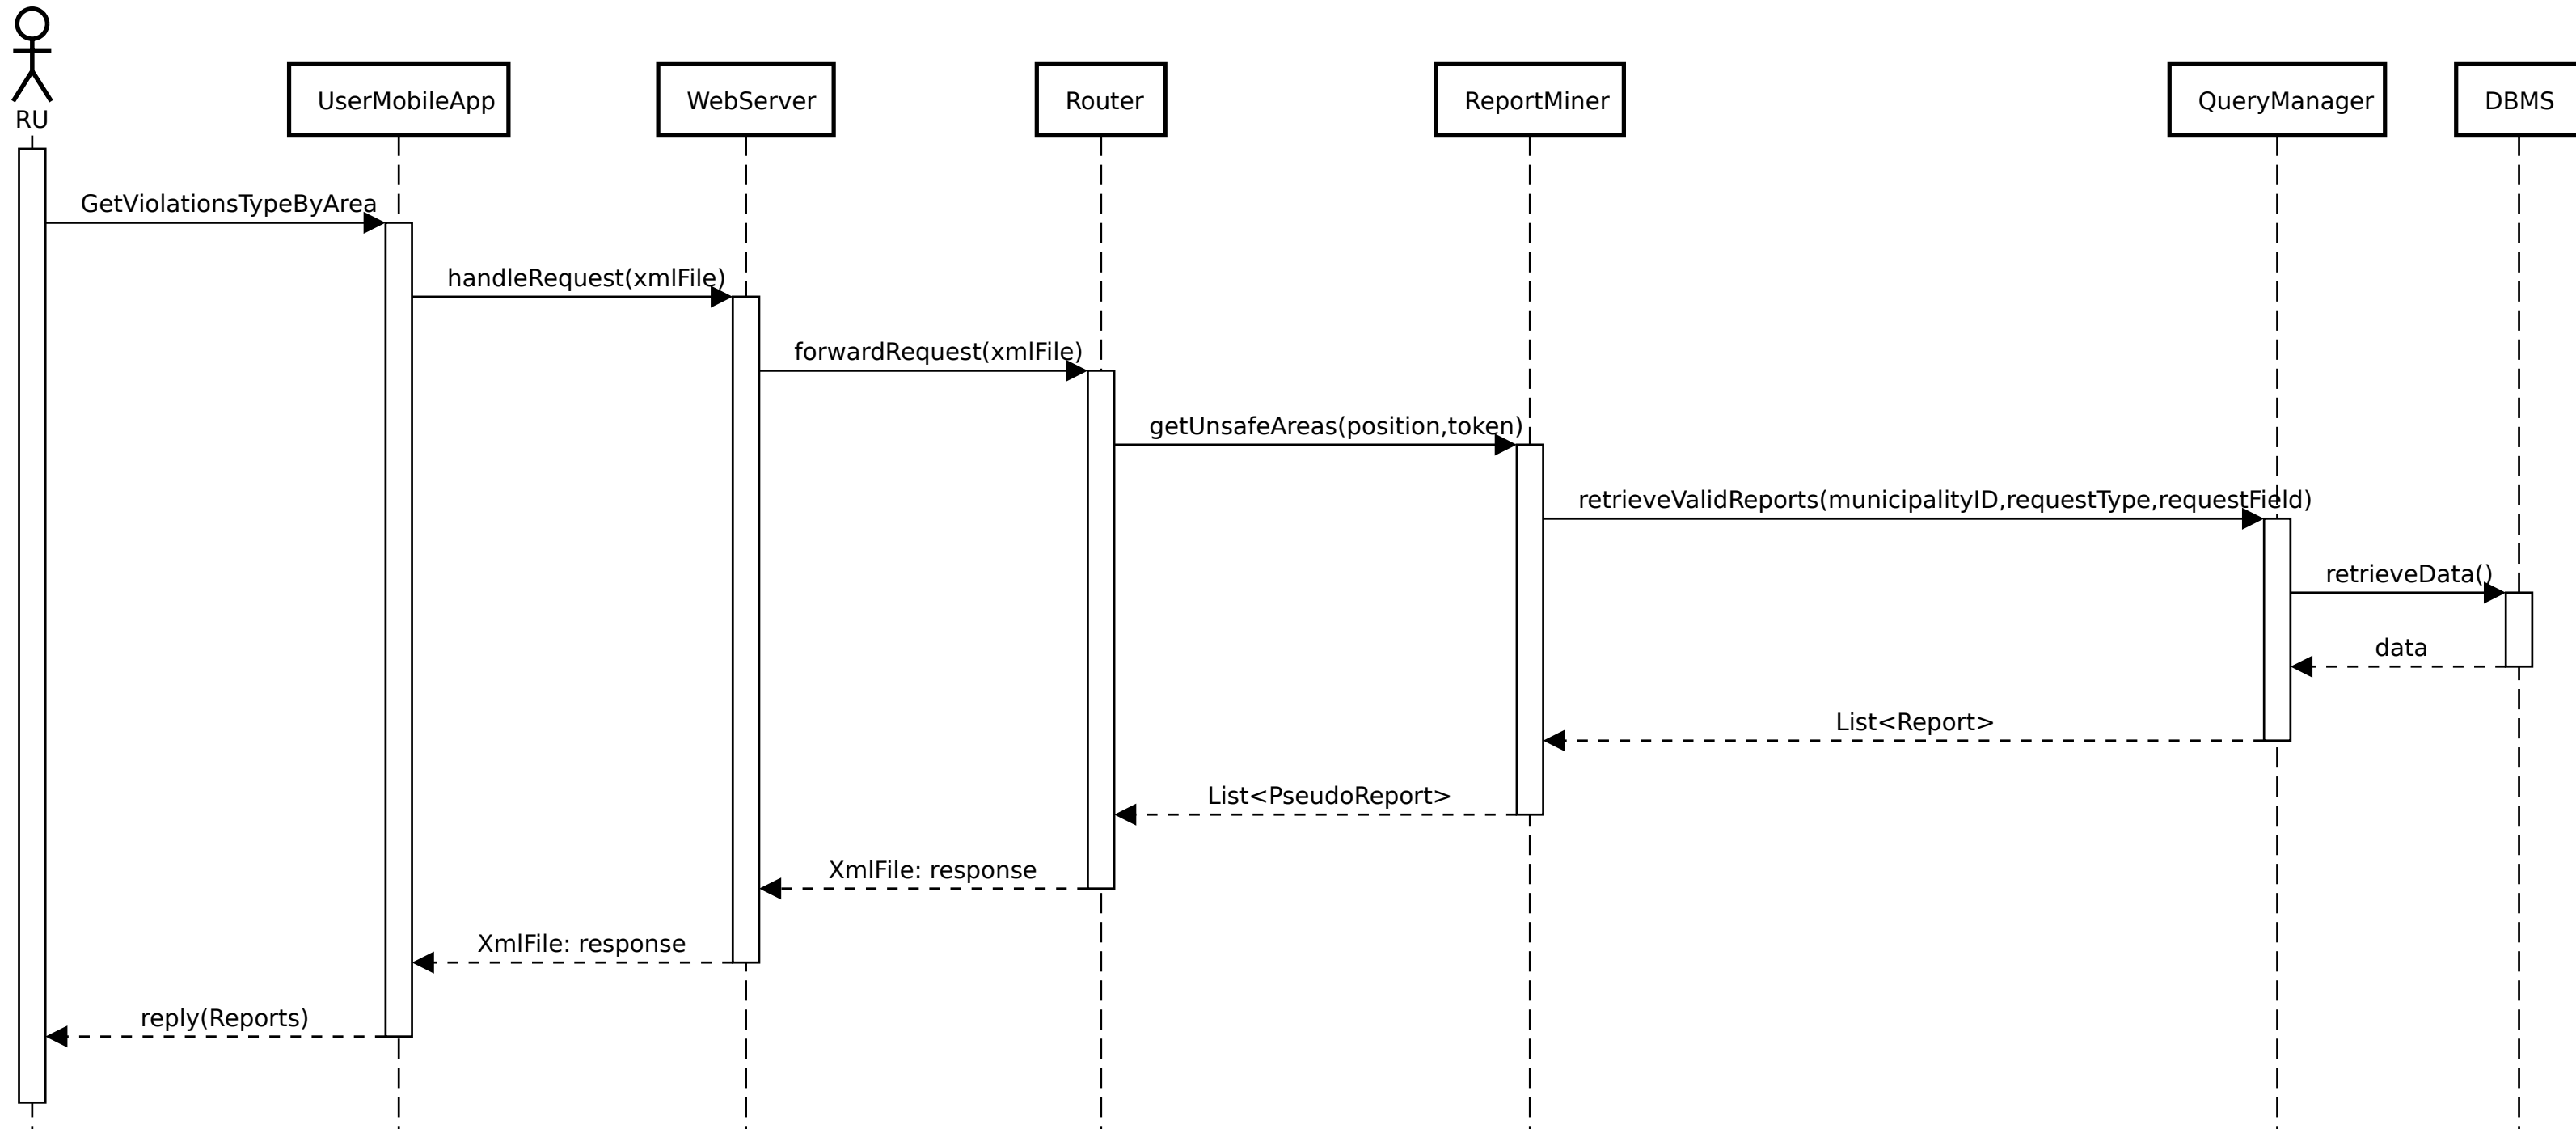 RU
UserMobileApp
WebServer
Router
ReportMiner
QueryManager
DBMS
GetViolationsTypeByArea
handleRequest(xmlFile)
forwardRequest(xmlFile)
getUnsafeAreas(position,token)
retrieveValidReports(municipalityID,requestType,requestField)
retrieveData()
data
List<Report>
List<PseudoReport>
XmlFile: response
XmlFile: response
reply(Reports)